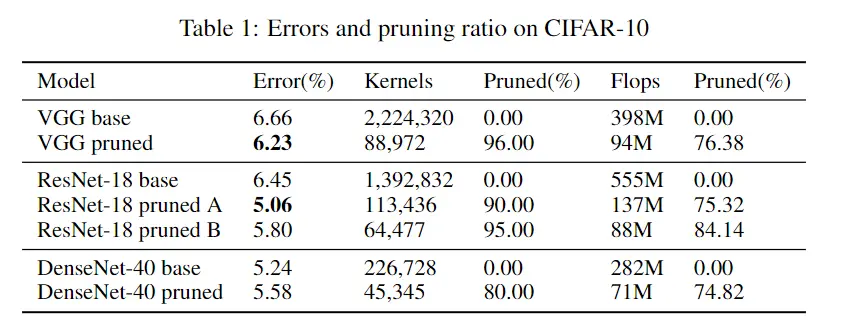 Table 1: Errors and pruning ratio on CIFAR-10
Model Error(%) Kernels Pruned(%) Flops Pruned(%)
VGG base 6.66 2,224,320 0.00 398M 0.00
VGG pruned 6.23 88,972 96.00 94M 76.38
ResNet-18 base 6.45 1,392,832 0.00 555M 0.00
ResNet-18 pruned A 5.06 113,436 90.00 137M 75.32
ResNet-18 pruned B 5.80 64,477 95.00 88M 84.14
DenseNet-40 base 5.24 226,728 0.00 282M 0.00
DenseNet-40 pruned 5.58 45,345 80.00 71M 74.82